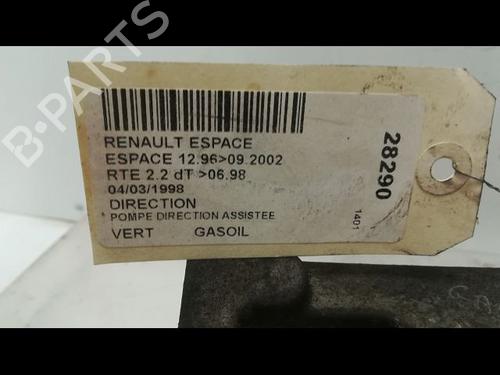 RENAULT ESPACE
ESPACE 12.96>09.2002
RTE 2.2 dT >06.98
04/03/1998
DIRECTION
POMPE DIRECTION ASSISTEE
VERT GASOIL
28290
1401
B-PARTS